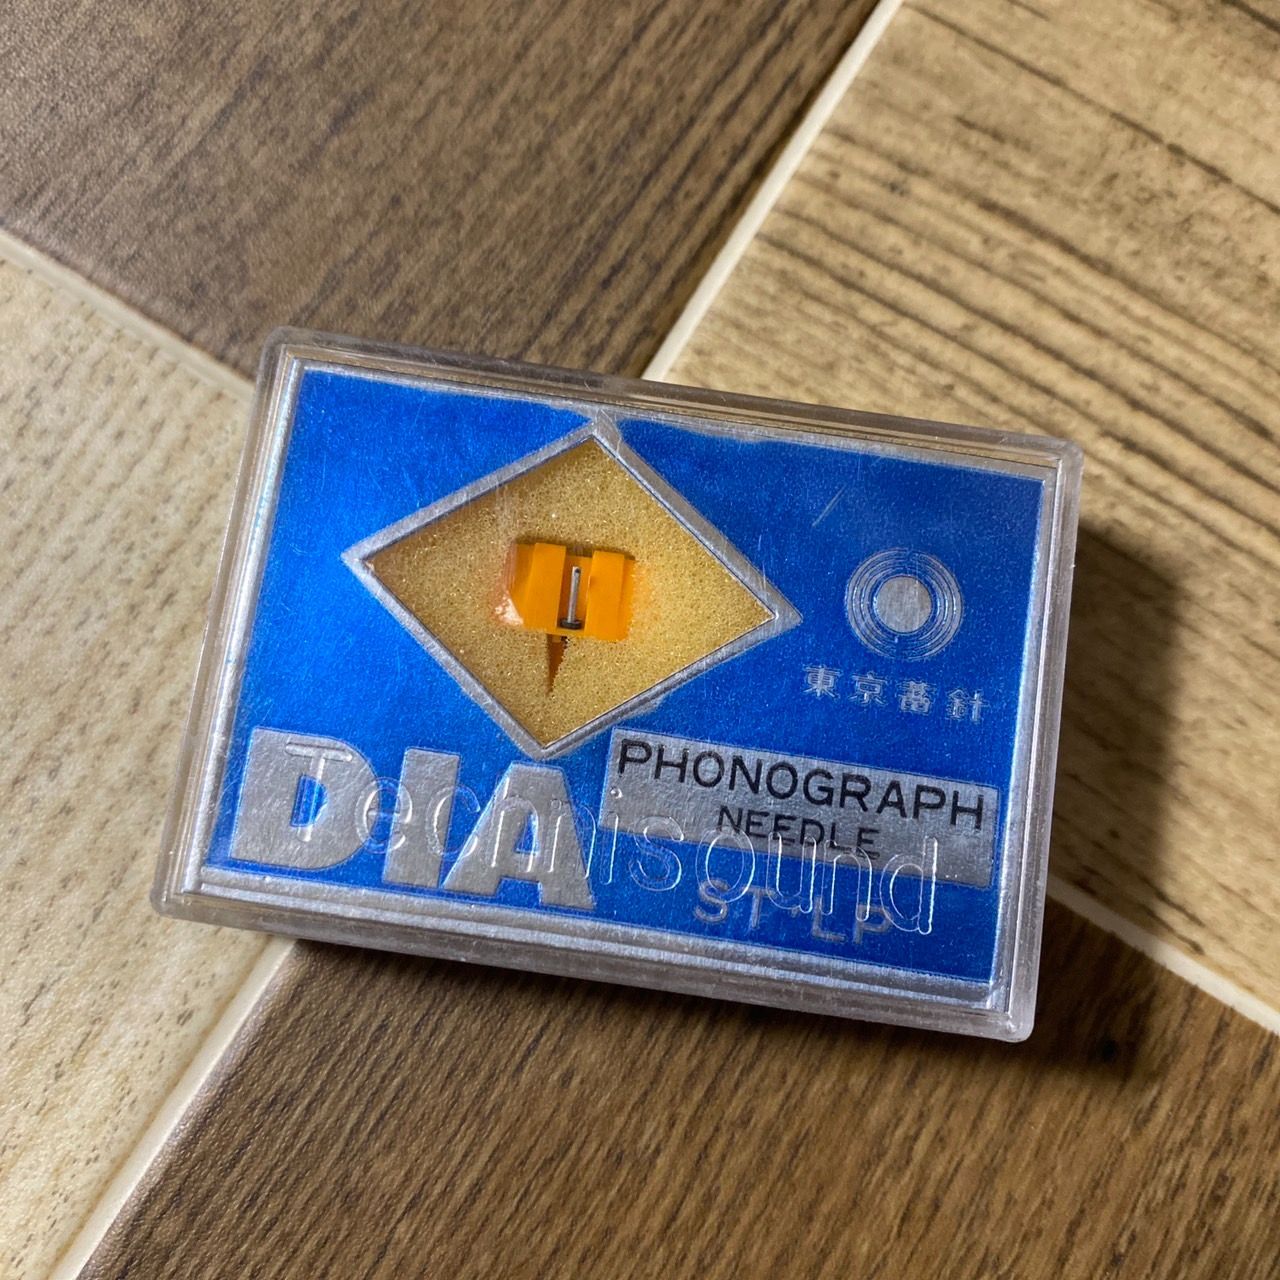 東京蓄針
DIA
PHONOGRAPH
NEEDLE
Technisound
ST・LP